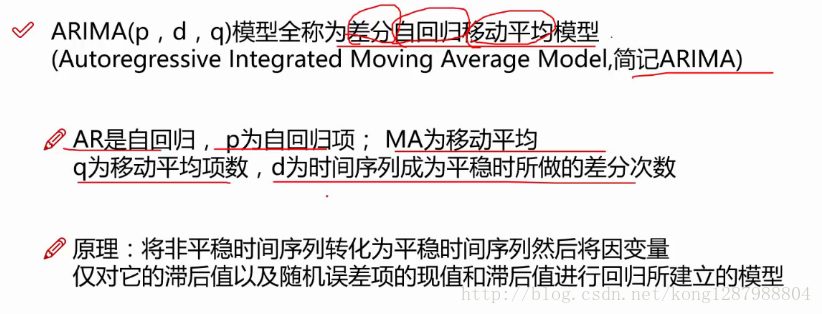 ARIMA(p，d，q)模型全称为差分自回归移动平均模型
(Autoregressive Integrated Moving Average Model,简记ARIMA)
AR是自回归，p为自回归项；MA为移动平均
q为移动平均项数，d为时间序列成为平稳时所做的差分次数
原理：将非平稳时间序列转化为平稳时间序列然后将因变量
仅对它的滞后值以及随机误差项的现值和滞后值进行回归所建立的模型
http://blog.csdn.net/kong1287988804